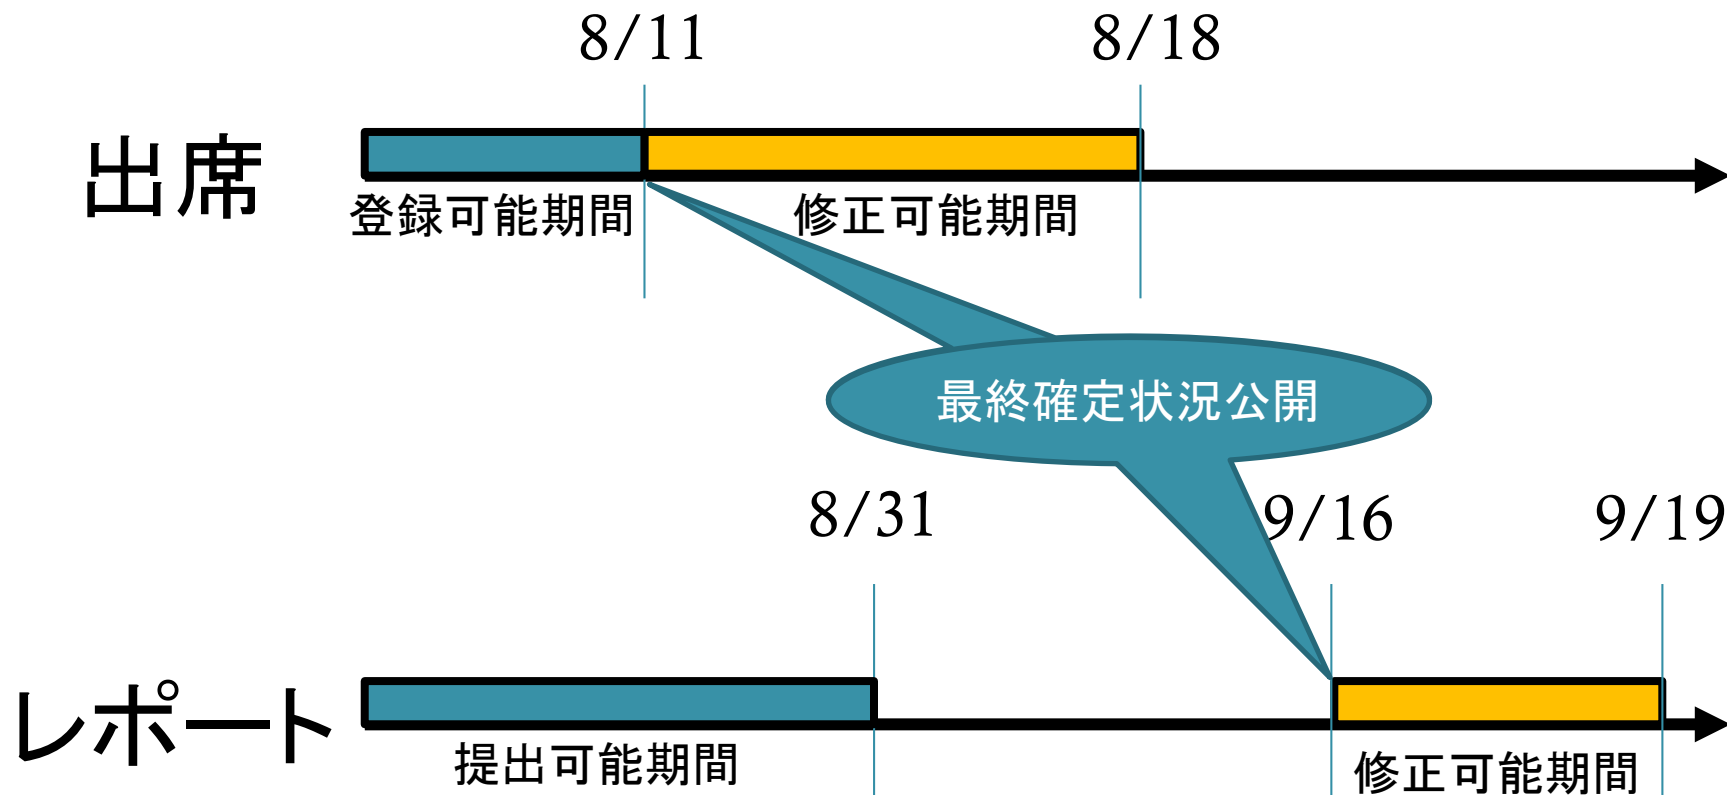 8/11
8/18
出席
登録可能期間
修正可能期間
最終確定状況公開
8/31
9/16
9/19
レポート
提出可能期間
修正可能期間